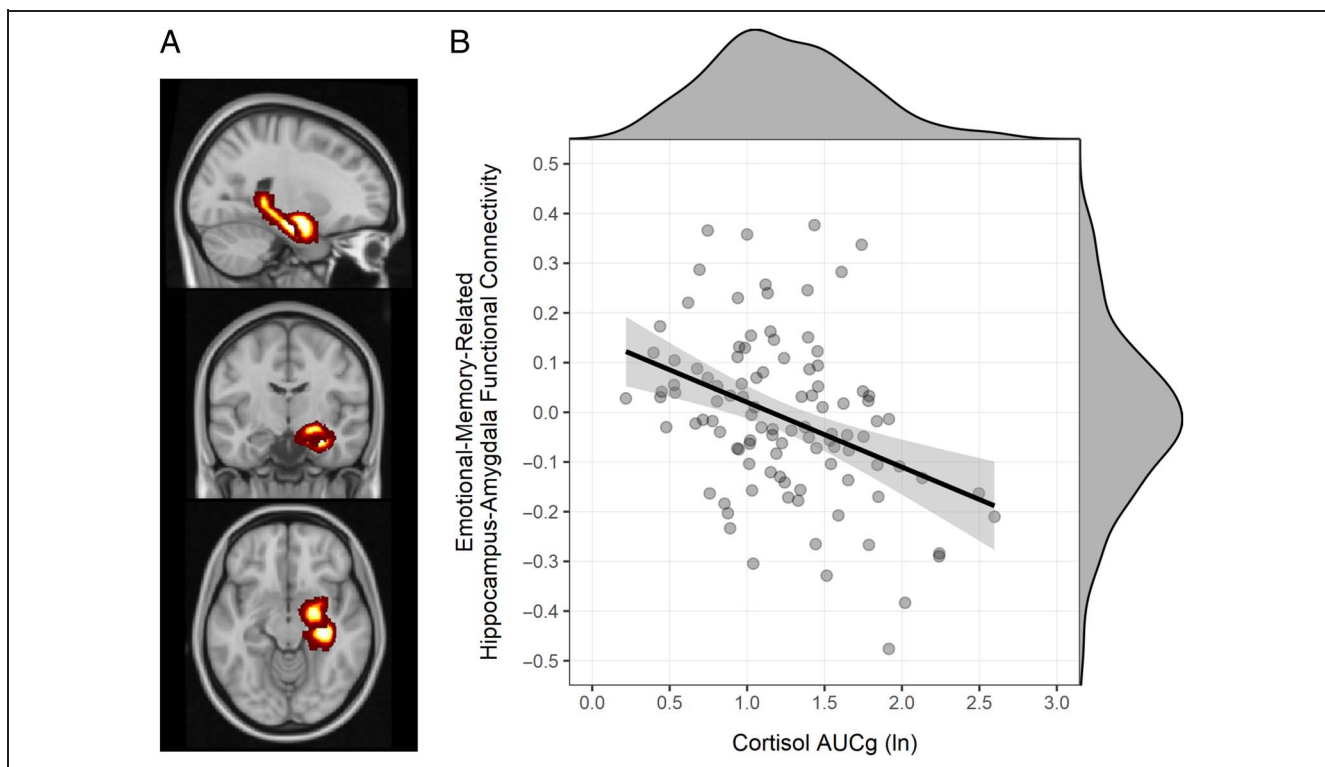 A
B
Emotional-Memory-Related
Hippocampus-Amygdala Functional Connectivity
0.5
0.4
0.3
0.2
0.1
0.0
−0.1
−0.2
−0.3
−0.4
−0.5
0.0 0.5 1.0 1.5 2.0 2.5 3.0
Cortisol AUCg (ln)